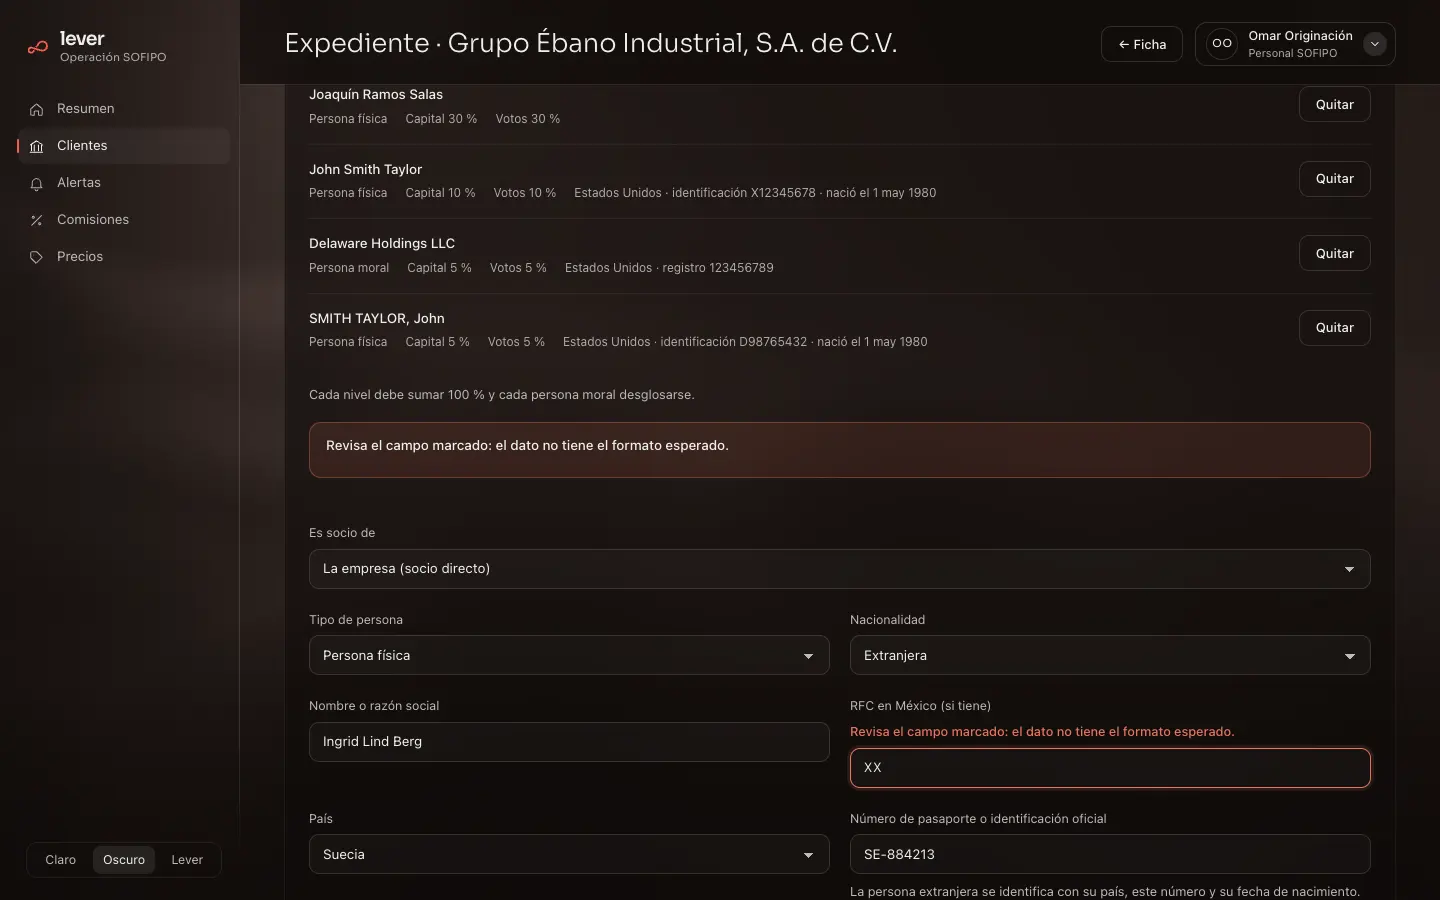 lever
Operación SOFIPO
Resumen
Clientes
Alertas
Comisiones
Precios
Claro
Oscuro
Lever
Expediente · Grupo Ébano Industrial, S.A. de C.V.
← Ficha
OO
Omar Originación
Personal SOFIPO
Joaquín Ramos Salas
Persona física Capital 30 % Votos 30 %
Quitar
John Smith Taylor
Persona física Capital 10 % Votos 10 % Estados Unidos · identificación X12345678 · nació el 1 may 1980
Quitar
Delaware Holdings LLC
Persona moral Capital 5 % Votos 5 % Estados Unidos · registro 123456789
Quitar
SMITH TAYLOR, John
Persona física Capital 5 % Votos 5 % Estados Unidos · identificación D98765432 · nació el 1 may 1980
Quitar
Cada nivel debe sumar 100 % y cada persona moral desglosarse.
Revisa el campo marcado: el dato no tiene el formato esperado.
Es socio de
La empresa (socio directo)
Tipo de persona
Persona física
Nacionalidad
Extranjera
Nombre o razón social
Ingrid Lind Berg
RFC en México (si tiene)
Revisa el campo marcado: el dato no tiene el formato esperado.
XX
País
Suecia
Número de pasaporte o identificación oficial
SE-884213
La persona extranjera se identifica con su país, este número y su fecha de nacimiento.